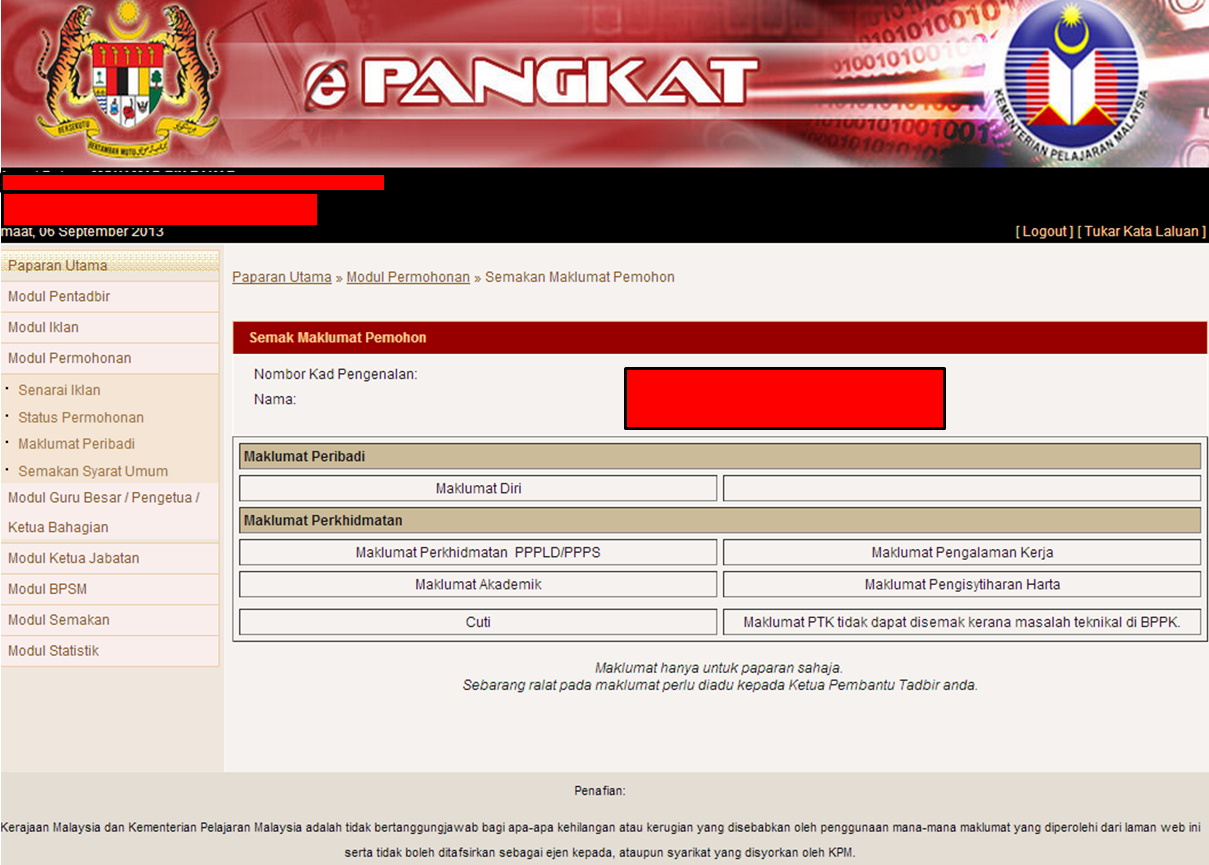 e PANGKAT
BERSEKUTU
BERTAMBAH MUTU
KEMENTERIAN PELAJARAN MALAYSIA
maat, 06 September 2013
[ Logout ] [ Tukar Kata Laluan ]
Paparan Utama
Modul Pentadbir
Modul Iklan
Modul Permohonan
Senarai Iklan
Status Permohonan
Maklumat Peribadi
Semakan Syarat Umum
Modul Guru Besar / Pengetua /
Ketua Bahagian
Modul Ketua Jabatan
Modul BPSM
Modul Semakan
Modul Statistik
Paparan Utama » Modul Permohonan » Semakan Maklumat Pemohon
Semak Maklumat Pemohon
Nombor Kad Pengenalan:
Nama:
Maklumat Peribadi
Maklumat Diri
Maklumat Perkhidmatan
Maklumat Perkhidmatan PPPLD/PPPS
Maklumat Pengalaman Kerja
Maklumat Akademik
Maklumat Pengisytiharan Harta
Cuti
Maklumat PTK tidak dapat disemak kerana masalah teknikal di BPPK.
Maklumat hanya untuk paparan sahaja.
Sebarang ralat pada maklumat perlu diadu kepada Ketua Pembantu Tadbir anda.
Penafian:
Kerajaan Malaysia dan Kementerian Pelajaran Malaysia adalah tidak bertanggungjawab bagi apa-apa kehilangan atau kerugian yang disebabkan oleh penggunaan mana-mana maklumat yang diperolehi dari laman web ini
serta tidak boleh ditafsirkan sebagai ejen kepada, ataupun syarikat yang disyorkan oleh KPM.